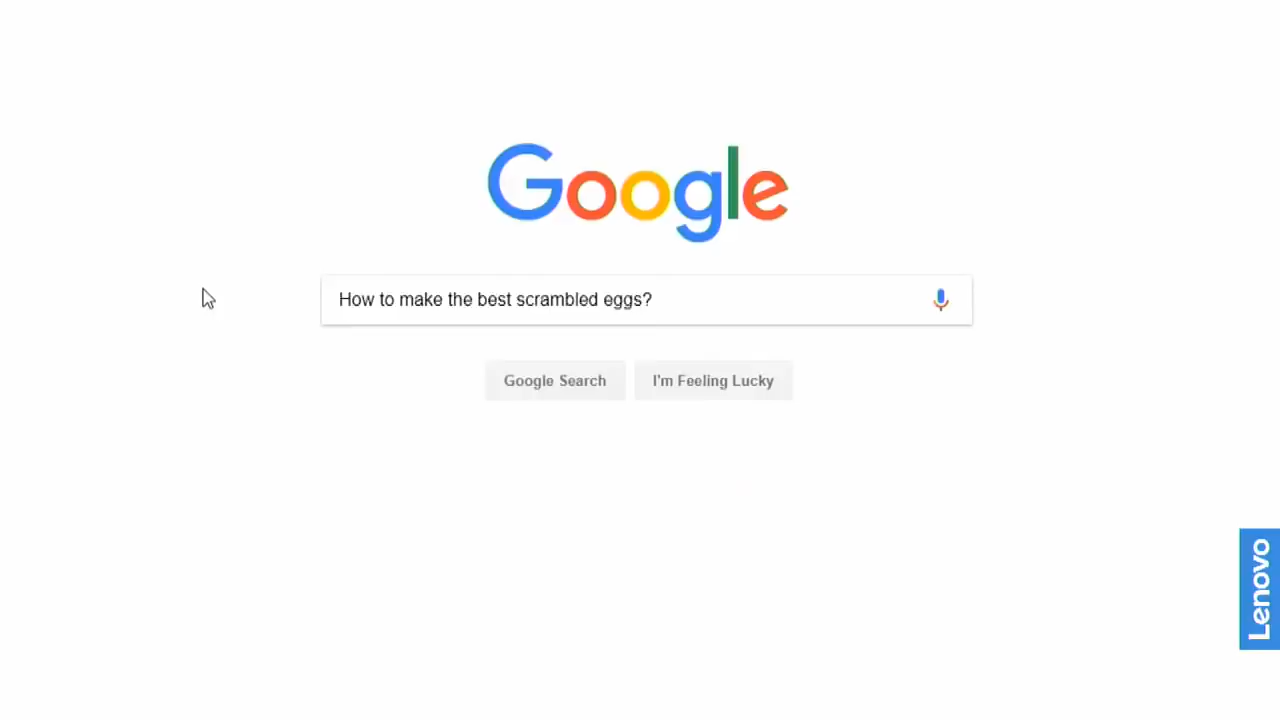 Google
How to make the best scrambled eggs?
Google Search
I'm Feeling Lucky
Lenovo